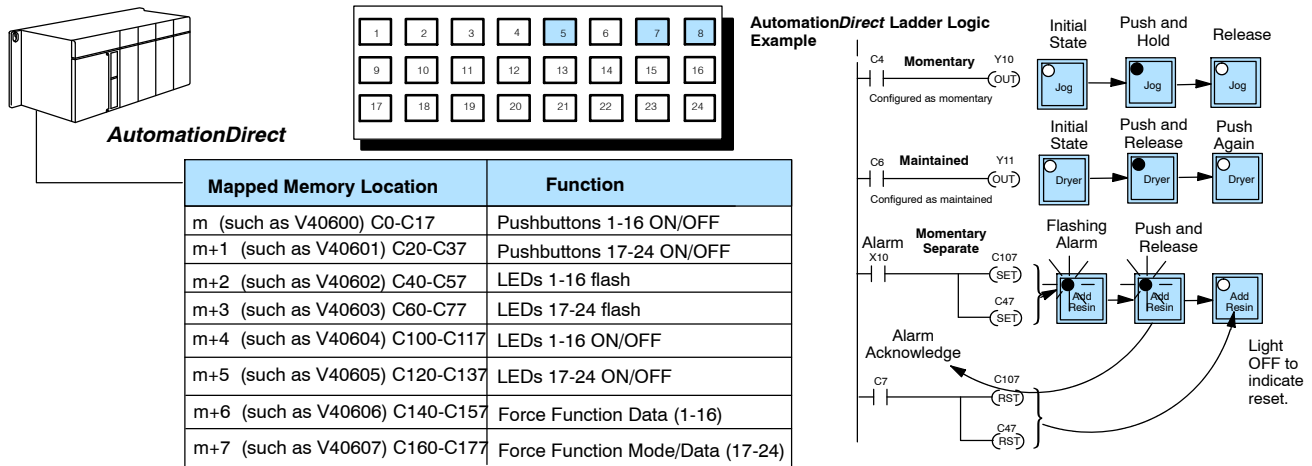 AutomationDirect
1 2 3 4 5 6 7 8
9 10 11 12 13 14 15 16
17 18 19 20 21 22 23 24
Mapped Memory Location Function
m (such as V40600) C0-C17 Pushbuttons 1-16 ON/OFF
m+1 (such as V40601) C20-C37 Pushbuttons 17-24 ON/OFF
m+2 (such as V40602) C40-C57 LEDs 1-16 flash
m+3 (such as V40603) C60-C77 LEDs 17-24 flash
m+4 (such as V40604) C100-C117 LEDs 1-16 ON/OFF
m+5 (such as V40605) C120-C137 LEDs 17-24 ON/OFF
m+6 (such as V40606) C140-C157 Force Function Data (1-16)
m+7 (such as V40607) C160-C177 Force Function Mode/Data (17-24)
AutomationDirect Ladder Logic
Example
C4 Momentary Y10
OUT
Configured as momentary
Initial
State
Push and
Hold
Release
Jog Jog Jog
C6 Maintained Y11
OUT
Configured as maintained
Initial
State
Push and
Release
Push
Again
Dryer Dryer Dryer
Alarm
X10
Momentary
Separate
C107
SET
C47
SET
Flashing
Alarm
Push and
Release
Add
Resin
Add
Resin
Add
Resin
Alarm
Acknowledge
Light
OFF to
indicate
reset.
C7
C107
RST
C47
RST